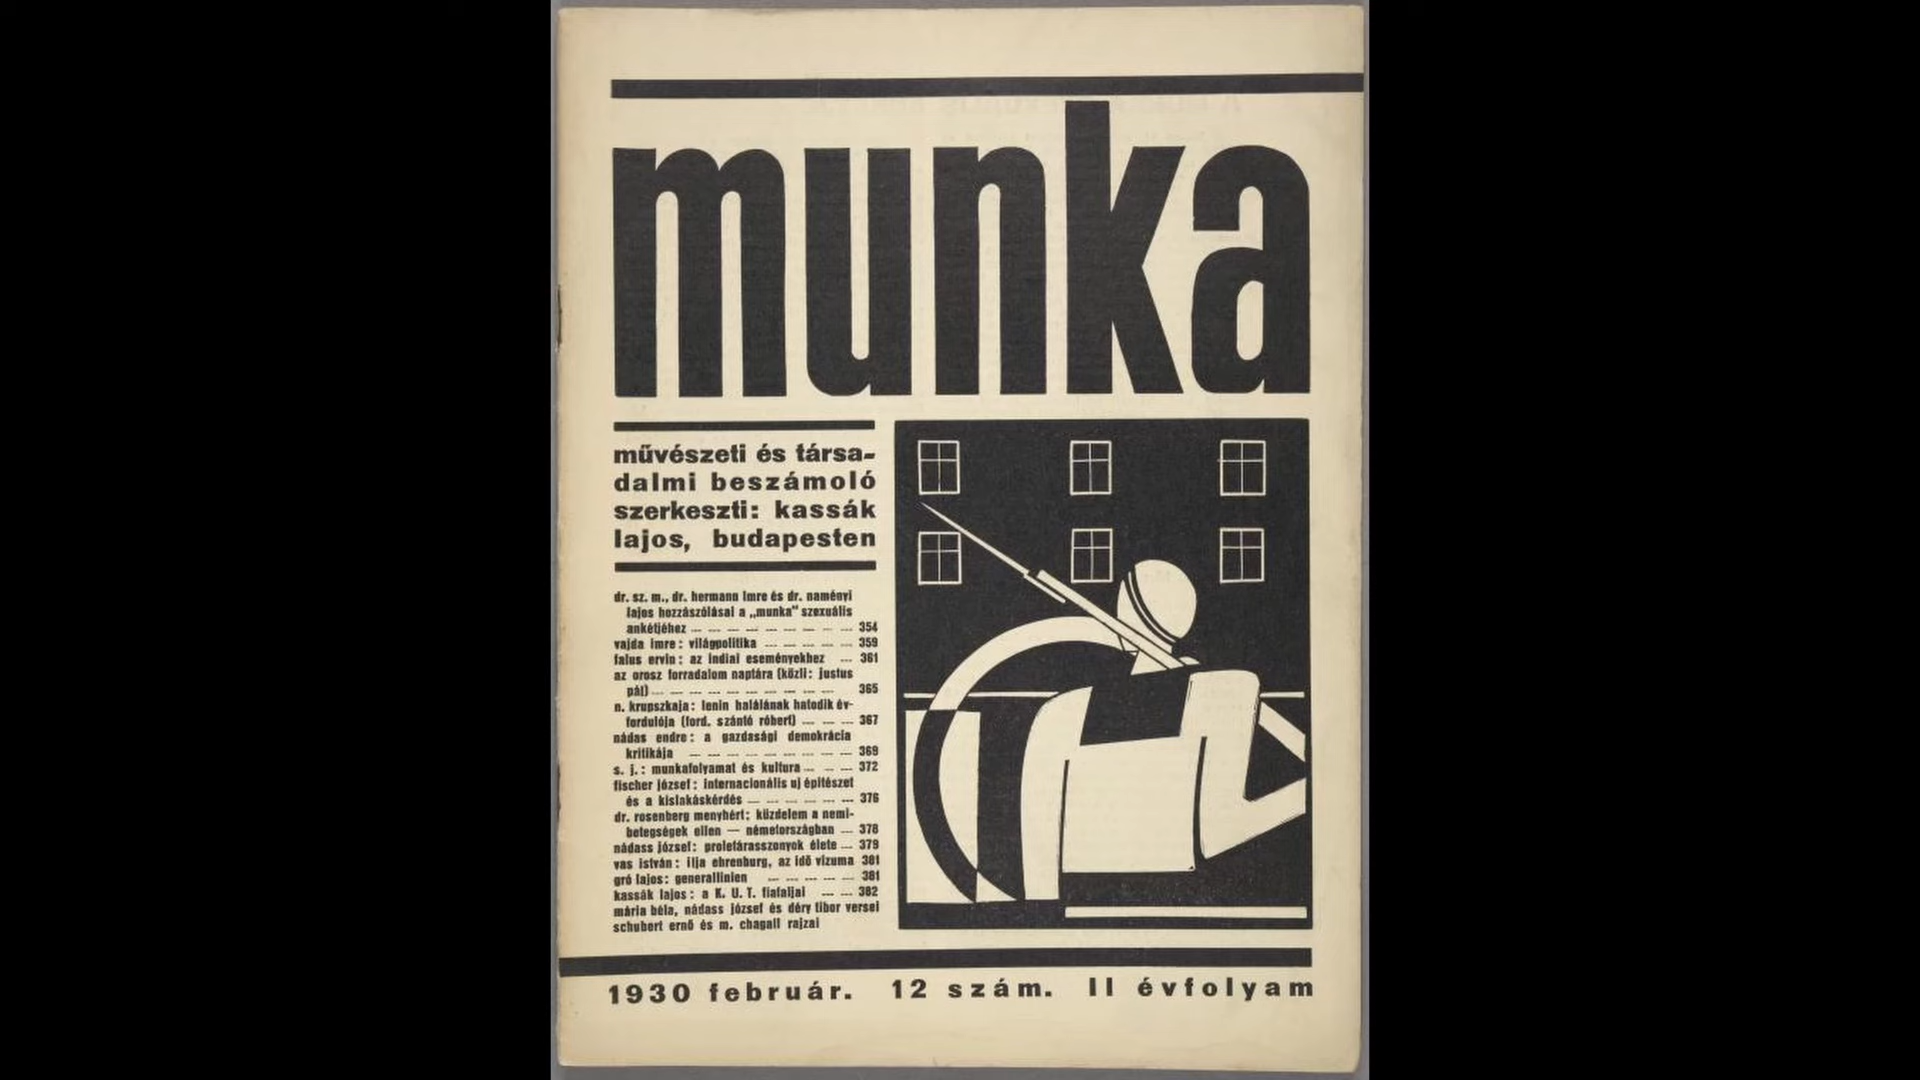 munka
művészeti és társa-
dalmi beszámoló
szerkeszti: kassák
lajos, budapesten
dr. sz. m., dr. hermann imre és dr. naményi
lajos hozzászólásai a „munka" szexuális
ankétjéhez — — — — — — — — — 354
vajda imre: világpolitika — — — — — 359
falus ervin: az indiai eseményekhez — 361
az orosz forradalom naptára (közli: justus
pál) — — — — — — — — — — 365
n. krupszkaja: lenin halálának hatodik év-
fordulója (ford. szántó róbert) — — — 367
nádas endre: a gazdasági demokrácia
kritikája — — — — — — — — — 369
s. j.: munkafolyamat és kultura — — — 372
fischer józsef: internacionális uj épitészet
és a kislakáskérdés — — — — — — 376
dr. rosenberg menyhért: küzdelem a nemi-
betegségek ellen — németországban — 378
nádass józsef: proletárasszonyok élete — 379
vas istván: ilja ehrenburg, az idő vizuma 381
gró lajos: generallinien — — — — — 381
kassák lajos: a K. U. T. fiataljai — — 382
mária béla, nádass józsef és déry tibor versei
schubert ernő és m. chagall rajzai
1930 február. 12 szám. II évfolyam